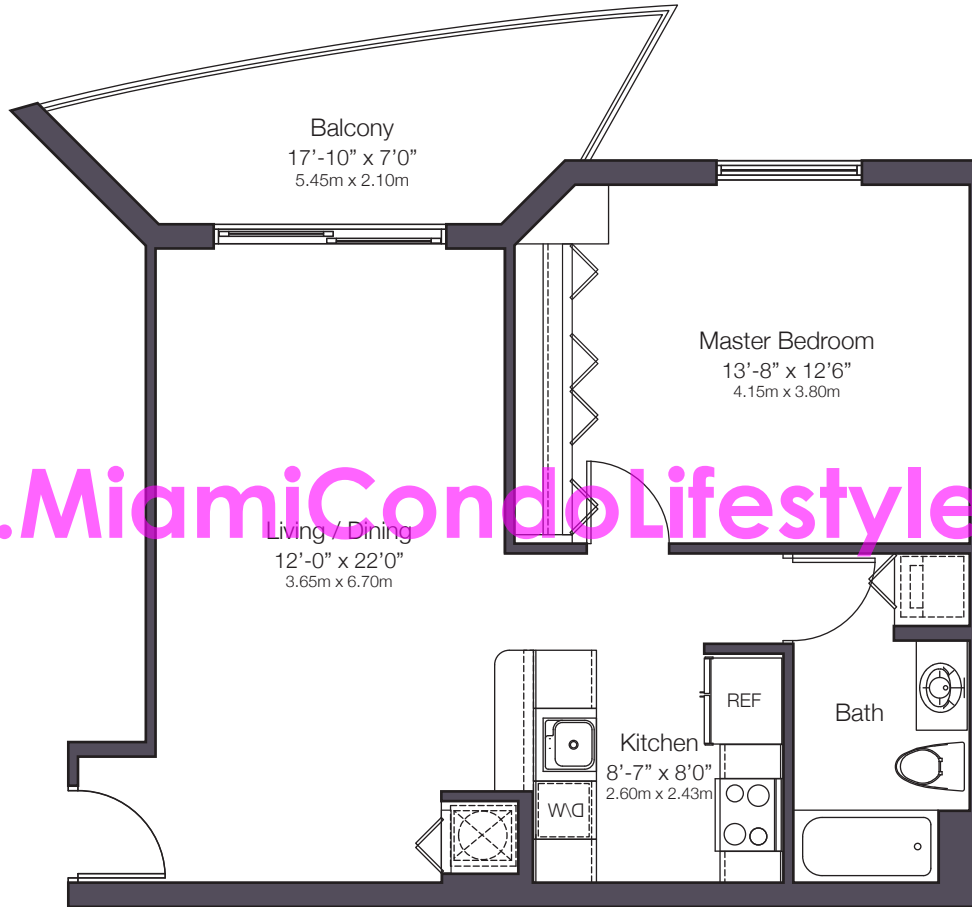 Balcony
17’-10” x 7’0”
5.45m x 2.10m
Master Bedroom
13’-8” x 12’6”
4.15m x 3.80m
.MiamiCondoLifestyle
Living / Dining
12’-0” x 22’0”
3.65m x 6.70m
REF
Bath
Kitchen
8’-7” x 8’0”
2.60m x 2.43m
D/W